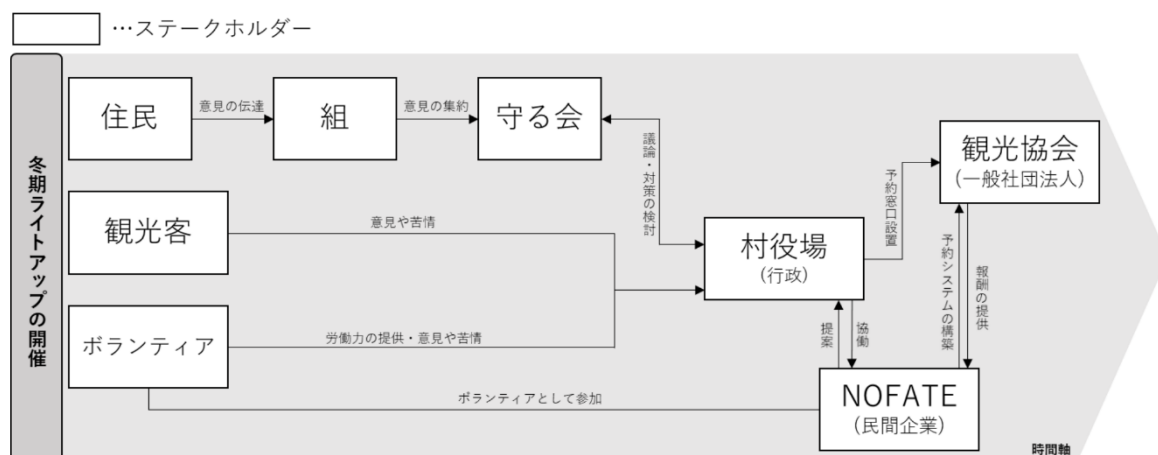 …ステークホルダー
冬期ライトアップの開催
住民
意見の伝達
組
意見の集約
守る会
議論・対策の検討
観光客
意見や苦情
ボランティア
労働力の提供・意見や苦情
ボランティアとして参加
村役場
(行政)
予約窓口設置
観光協会
(一般社団法人)
提案
協働
予約システムの構築
報酬の提供
NOFATE
(民間企業)
時間軸